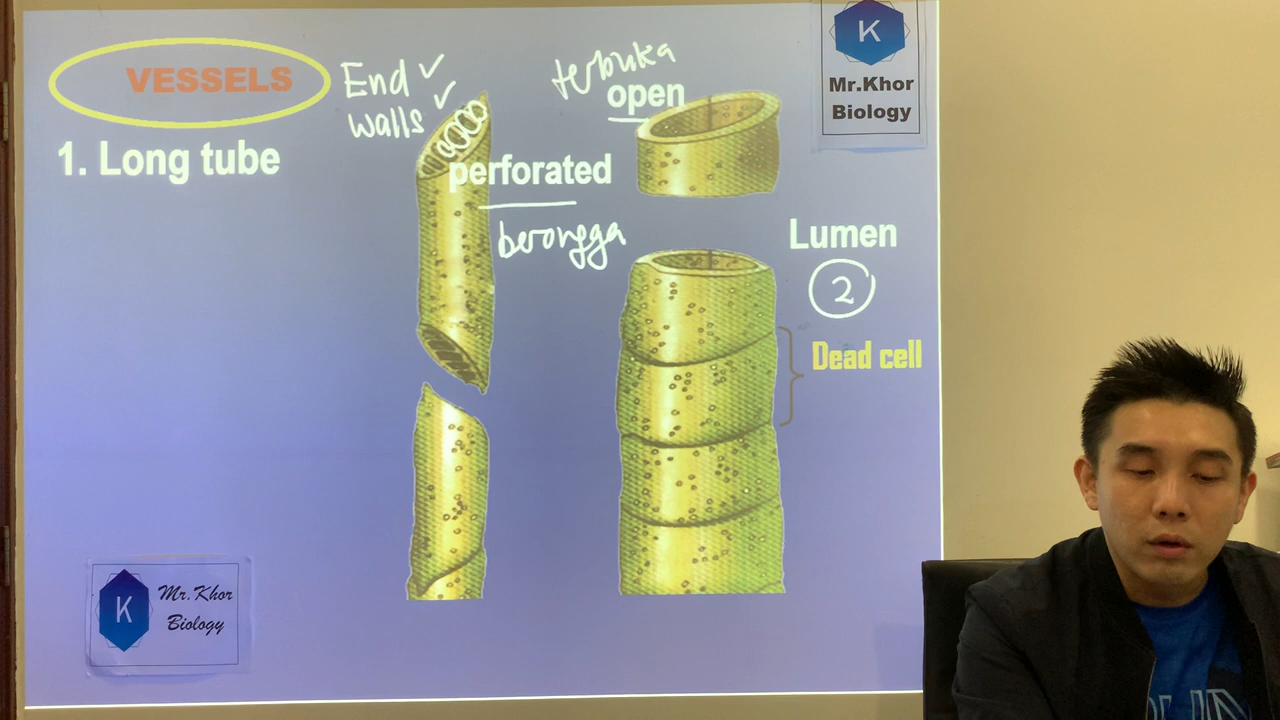 VESSELS
1. Long tube
End ✓
walls ✓
perforated
berongga
terbuka
open
Lumen
2
Dead cell
K
Mr.Khor
Biology
K
Mr.Khor
Biology